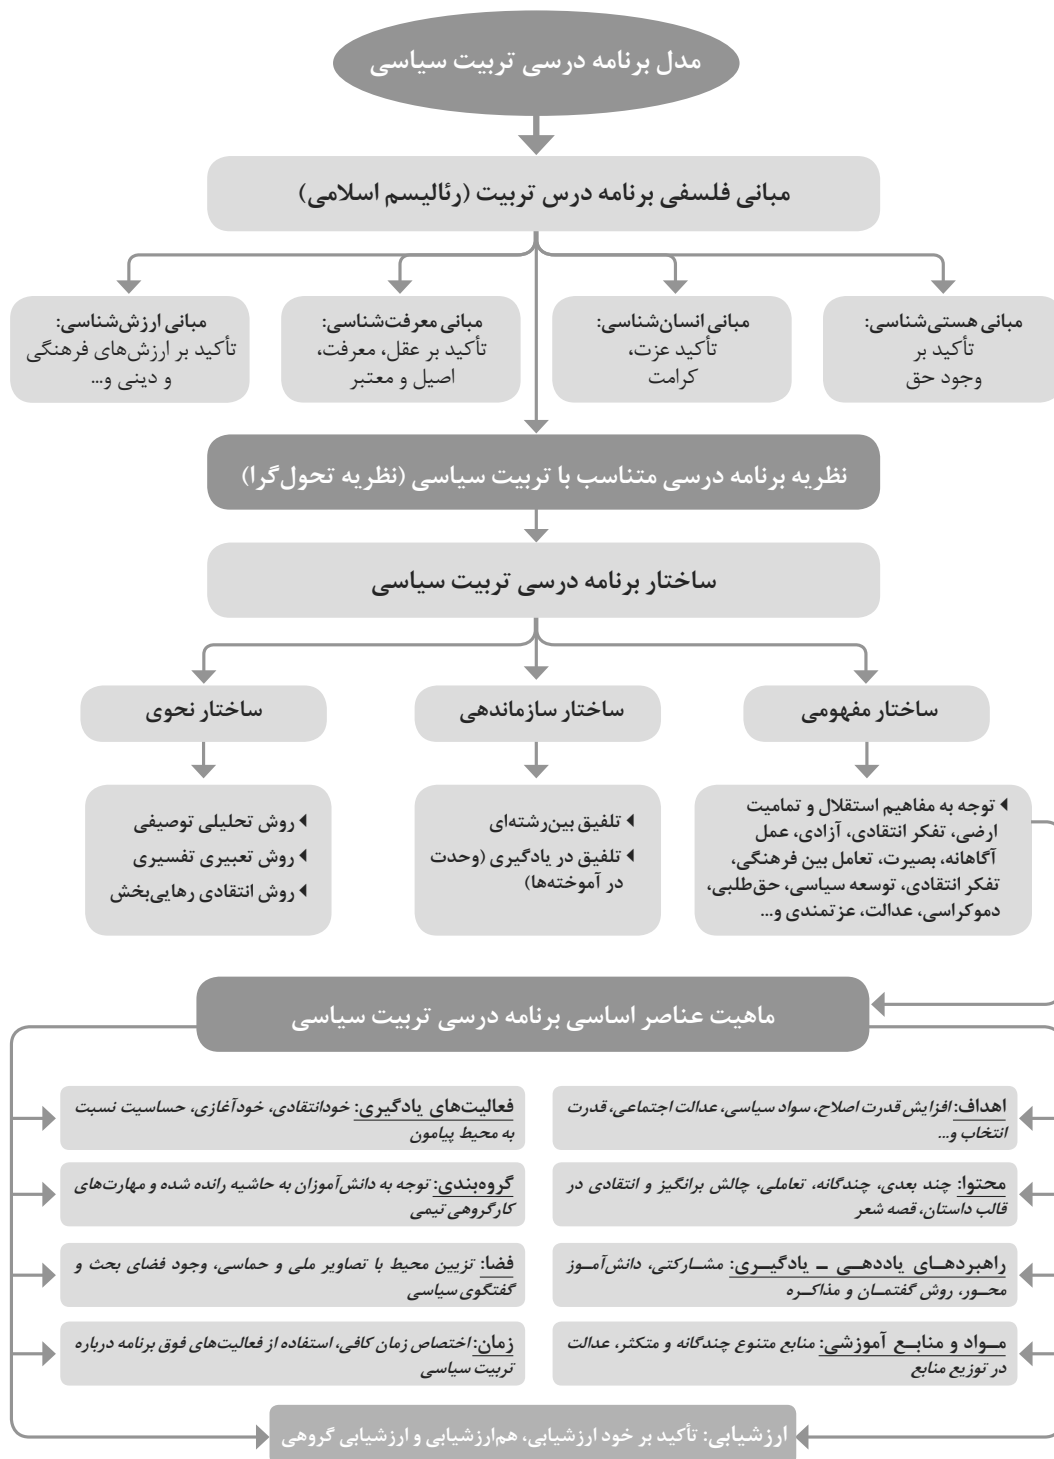 مدل برنامه درسی تربیت سیاسی
مبانی فلسفی برنامه درس تربیت (رئالیسم اسلامی)
مبانی هستی‌شناسی:
تأکید بر
وجود حق
مبانی انسان‌شناسی:
تأکید عزت،
کرامت
مبانی معرفت‌شناسی:
تأکید بر عقل، معرفت،
اصیل و معتبر
مبانی ارزش‌شناسی:
تأکید بر ارزش‌های فرهنگی
و دینی و...
نظریه برنامه درسی متناسب با تربیت سیاسی (نظریه تحول‌گرا)
ساختار برنامه درسی تربیت سیاسی
ساختار مفهومی
ساختار سازماندهی
ساختار نحوی
توجه به مفاهیم استقلال و تمامیت
ارضی، تفکر انتقادی، آزادی، عمل
آگاهانه، بصیرت، تعامل بین فرهنگی،
تفکر انتقادی، توسعه سیاسی، حق‌طلبی،
دموکراسی، عدالت، عزتمندی و...
تلفیق بین‌رشته‌ای
تلفیق در یادگیری (وحدت
در آموخته‌ها)
روش تحلیلی توصیفی
روش تعبیری تفسیری
روش انتقادی رهایی‌بخش
ماهیت عناصر اساسی برنامه درسی تربیت سیاسی
اهداف: افزایش قدرت اصلاح، سواد سیاسی، عدالت اجتماعی، قدرت
انتخاب و...
فعالیت‌های یادگیری: خودانتقادی، خودآغازی، حساسیت نسبت
به محیط پیامون
محتوا: چند بعدی، چندگانه، تعاملی، چالش برانگیز و انتقادی در
قالب داستان، قصه شعر
گروه‌بندی: توجه به دانش‌آموزان به حاشیه رانده شده و مهارت‌های
کارگروهی تیمی
راهبردهـای یاددهـی ـ یادگیـری: مشـارکتی، دانش‌آمـوز
محـور، روش گفتمـان و مذاکـره
فضا: تزیین محیط با تصاویر ملی و حماسی، وجود فضای بحث و
گفتگوی سیاسی
مـواد و منابـع آموزشی: منابع متنوع چندگانه و متکثر، عدالت
در توزیع منابع
زمان: اختصاص زمان کافی، استفاده از فعالیت‌های فوق برنامه درباره
تربیت سیاسی
ارزشیابی: تأکید بر خود ارزشیابی، هم‌ارزشیابی و ارزشیابی گروهی